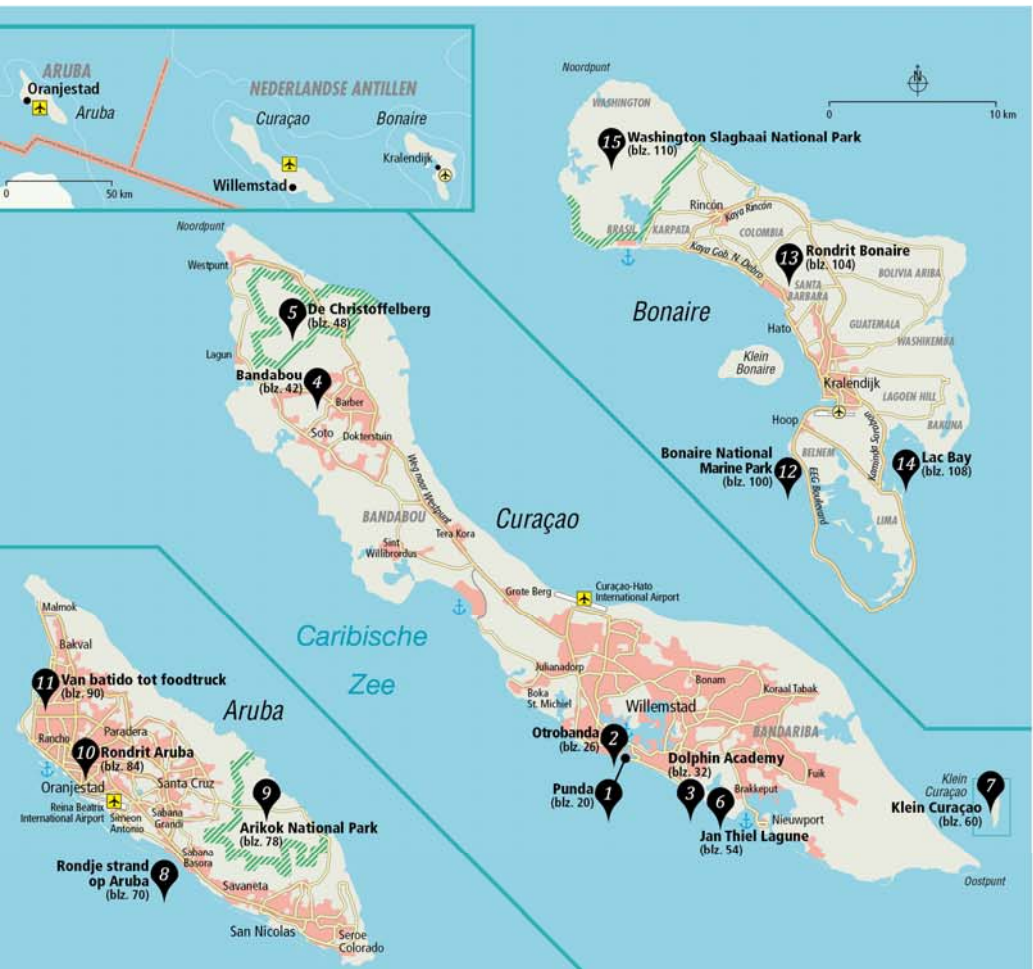 ARUBA
Oranjestad
Aruba
NEDERLANDSE ANTILLEN
Curaçao
Bonaire
Kralendijk
Willemstad
0
50 km
Noordpunt
WASHINGTON
15
Washington Slagbaai National Park
(blz. 110)
N
0
10 km
Rincón
Kaya Rincón
BRASIL
KARPATA
COLOMBIA
Kaya Gob. N. Debro
13
Rondrit Bonaire
(blz. 104)
BOLIVIA ARIBA
SANTA
BARBARA
Bonaire
Hato
GUATEMALA
WASHIKEMBA
Klein
Bonaire
Kralendijk
LAGOEN HILL
Hoop
BAKUNA
Kaminda Sorobon
BELNEM
Bonaire National
Marine Park
(blz. 100)
12
EEG Boulevard
14
Lac Bay
(blz. 108)
LIMA
Noordpunt
Westpunt
5
De Christoffelberg
(blz. 48)
Lagun
Bandabou
(blz. 42)
4
Barber
Soto
Dokterstuin
Weg naar Westpunt
BANDABOU
Curaçao
Tera Kora
Sint
Willibrordus
Grote Berg
Curaçao-Hato
International Airport
Caribische
Zee
Julianadorp
Bonam
Koraal Tabak
Boka
St. Michiel
Willemstad
BANDARIBA
Otrobanda
(blz. 26)
2
Dolphin Academy
(blz. 32)
Fuik
Punda
(blz. 20)
1
3
6
Brakkeput
Nieuwpoort
Jan Thiel Lagune
(blz. 54)
Klein
Curaçao
7
Klein Curaçao
(blz. 60)
Oostpunt
Malmok
Bakval
11
Van batido tot foodtruck
(blz. 90)
Aruba
Rancho
Paradera
10
Rondrit Aruba
(blz. 84)
Oranjestad
Santa Cruz
9
Reina Beatrix
International Airport
Simeon
Antonio
Sabana
Grandi
Arikok National Park
(blz. 78)
Sabana
Basora
Rondje strand
op Aruba
(blz. 70)
8
Savaneta
San Nicolas
Seroe
Colorado